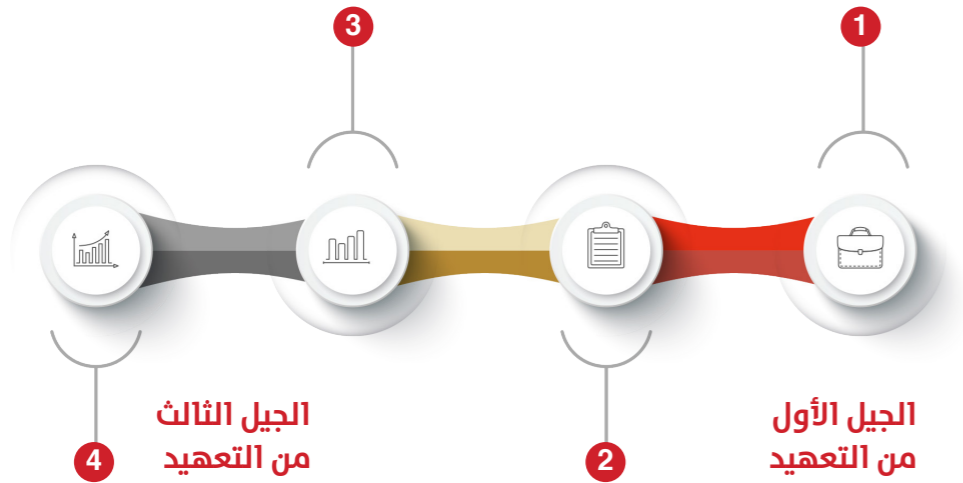 1
3
الجيل الأول
من التعهيد
2
الجيل الثالث
من التعهيد
4